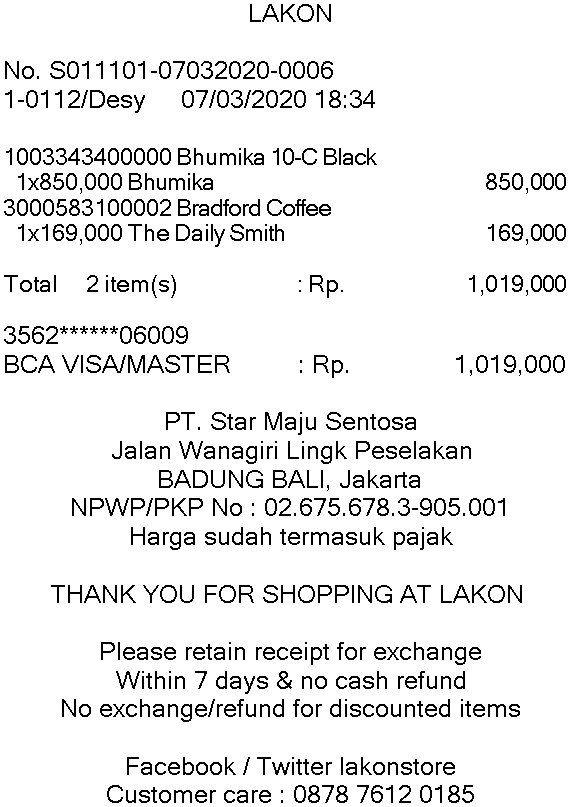 LAKON
No. S011101-07032020-0006
1-0112/Desy 07/03/2020 18:34
1003343400000 Bhumika 10-C Black
1x850,000 Bhumika 850,000
3000583100002 Bradford Coffee
1x169,000 The Daily Smith 169,000
Total 2 item(s) : Rp. 1,019,000
3562******06009
BCA VISA/MASTER : Rp. 1,019,000
PT. Star Maju Sentosa
Jalan Wanagiri Lingk Peselakan
BADUNG BALI, Jakarta
NPWP/PKP No : 02.675.678.3-905.001
Harga sudah termasuk pajak
THANK YOU FOR SHOPPING AT LAKON
Please retain receipt for exchange
Within 7 days & no cash refund
No exchange/refund for discounted items
Facebook / Twitter lakonstore
Customer care : 0878 7612 0185